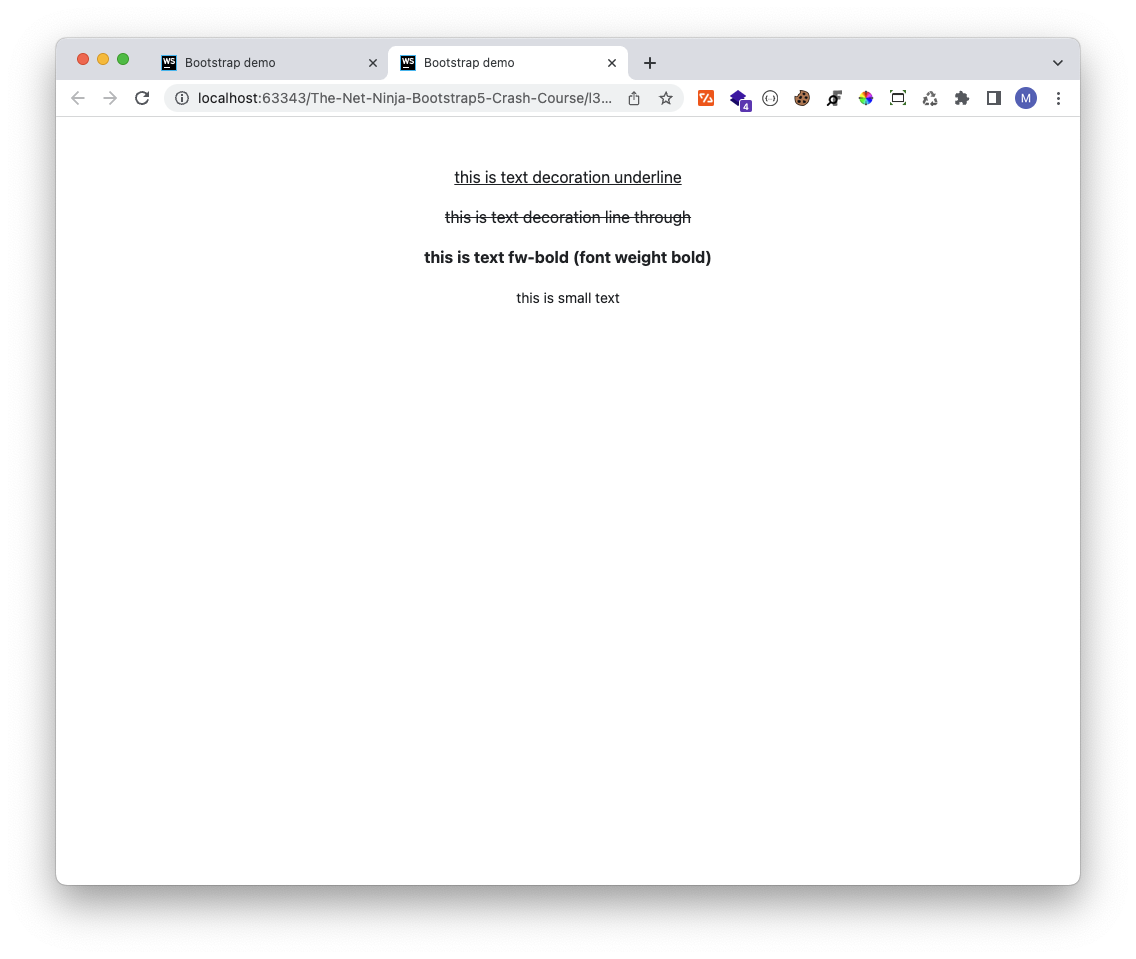 WS Bootstrap demo WS Bootstrap demo
localhost:63343/The-Net-Ninja-Bootstrap5-Crash-Course/l3... 4 M
this is text decoration underline
this is text decoration line through
this is text fw-bold (font weight bold)
this is small text